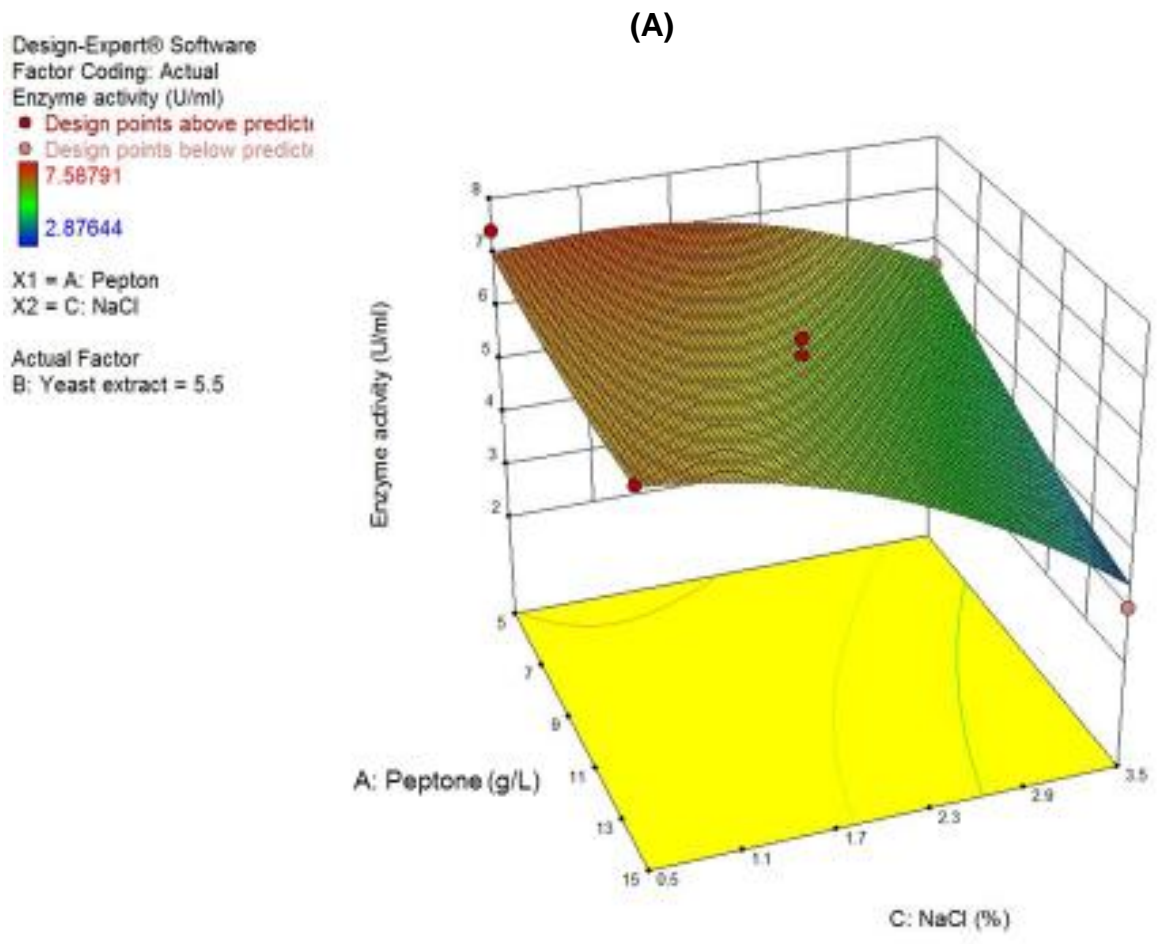 (A)
Design-Expert® Software
Factor Coding: Actual
Enzyme activity (U/ml)
Design points above predicte
Design points below predicte
7.58791
2.87644
X1 = A: Pepton
X2 = C: NaCl
Actual Factor
B: Yeast extract = 5.5
Enzyme activity (U/ml)
8
7
6
5
4
3
2
5
7
9
11
13
15
0.5
1.1
1.7
2.3
2.9
3.5
A: Peptone (g/L)
C: NaCl (%)